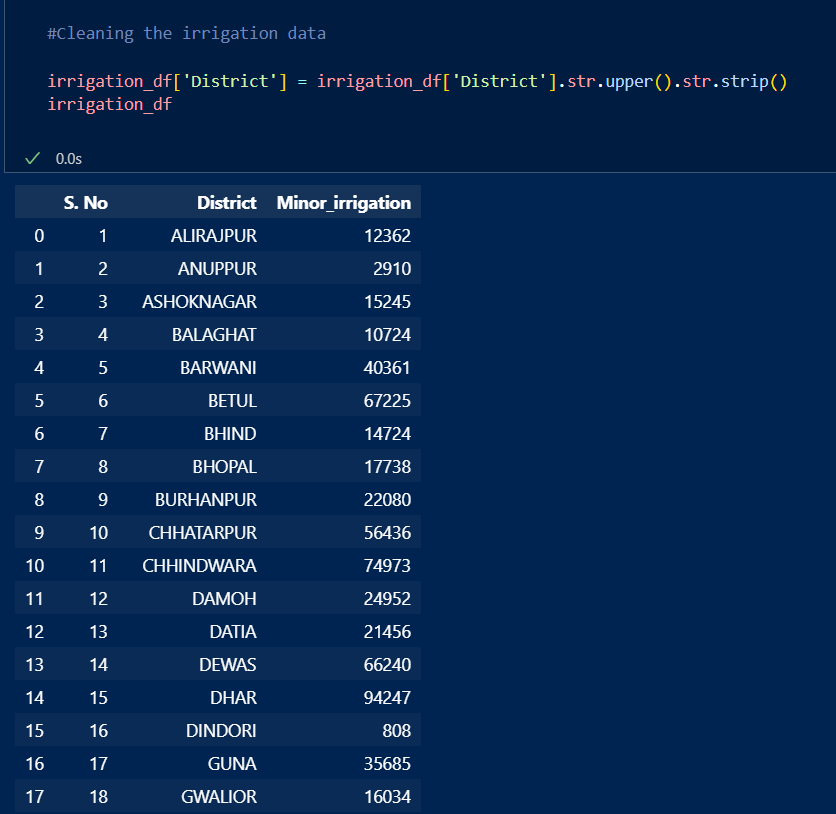 #Cleaning the irrigation data
irrigation_df['District'] = irrigation_df['District'].str.upper().str.strip()
irrigation_df
0.0s
S. No District Minor_irrigation
0 1 ALIRAJPUR 12362
1 2 ANUPPUR 2910
2 3 ASHOKNAGAR 15245
3 4 BALAGHAT 10724
4 5 BARWANI 40361
5 6 BETUL 67225
6 7 BHIND 14724
7 8 BHOPAL 17738
8 9 BURHANPUR 22080
9 10 CHHATARPUR 56436
10 11 CHHINDWARA 74973
11 12 DAMOH 24952
12 13 DATIA 21456
13 14 DEWAS 66240
14 15 DHAR 94247
15 16 DINDORI 808
16 17 GUNA 35685
17 18 GWALIOR 16034